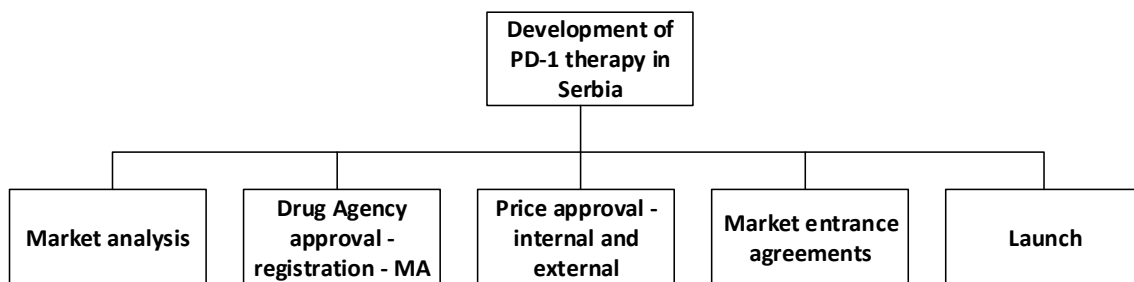 Development of
PD-1 therapy in
Serbia
Market analysis
Drug Agency
approval -
registration - MA
Price approval -
internal and
external
Market entrance
agreements
Launch